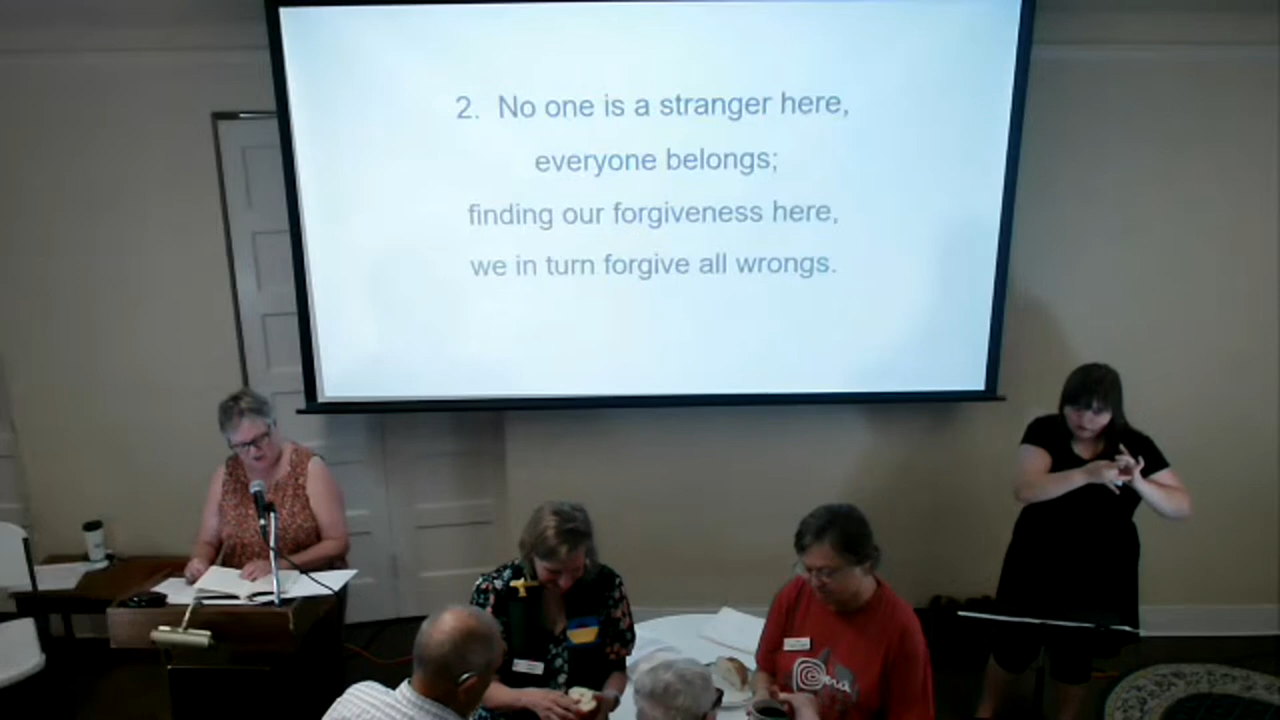 2. No one is a stranger here,
everyone belongs;
finding our forgiveness here,
we in turn forgive all wrongs.